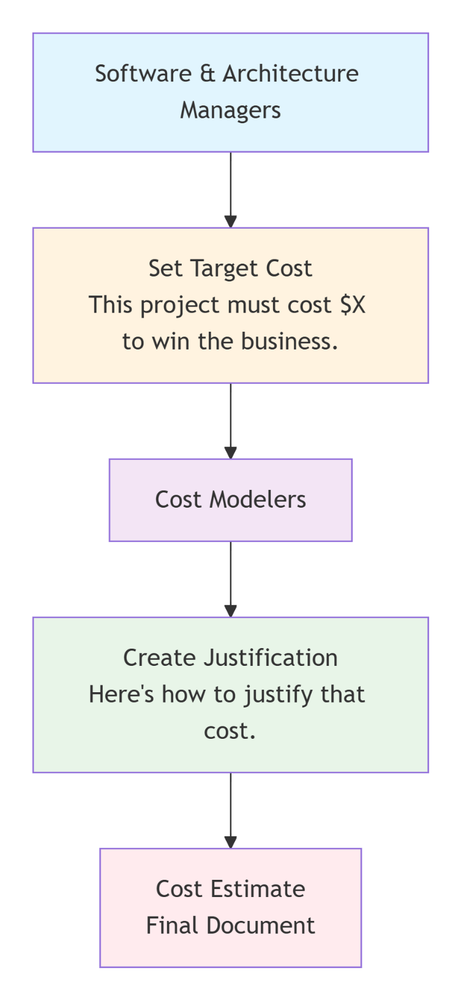 Software & Architecture
Managers
Set Target Cost
This project must cost $X
to win the business.
Cost Modelers
Create Justification
Here's how to justify that
cost.
Cost Estimate
Final Document